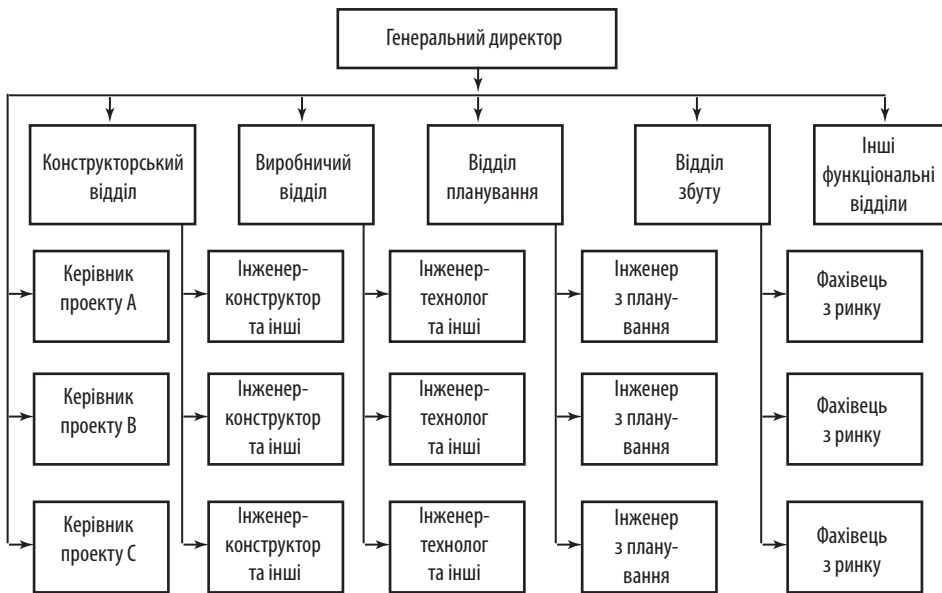 Генеральний директор
Конструкторський
відділ
Виробничий
відділ
Відділ
планування
Відділ
збуту
Інші
функціональні
відділи
Керівник
проекту А
Інженер-
конструктор
та інші
Інженер-
технолог
та інші
Інженер
з плану-
вання
Фахівець
з ринку
Керівник
проекту В
Інженер-
конструктор
та інші
Інженер-
технолог
та інші
Інженер
з плану-
вання
Фахівець
з ринку
Керівник
проекту С
Інженер-
конструктор
та інші
Інженер-
технолог
та інші
Інженер
з плану-
вання
Фахівець
з ринку